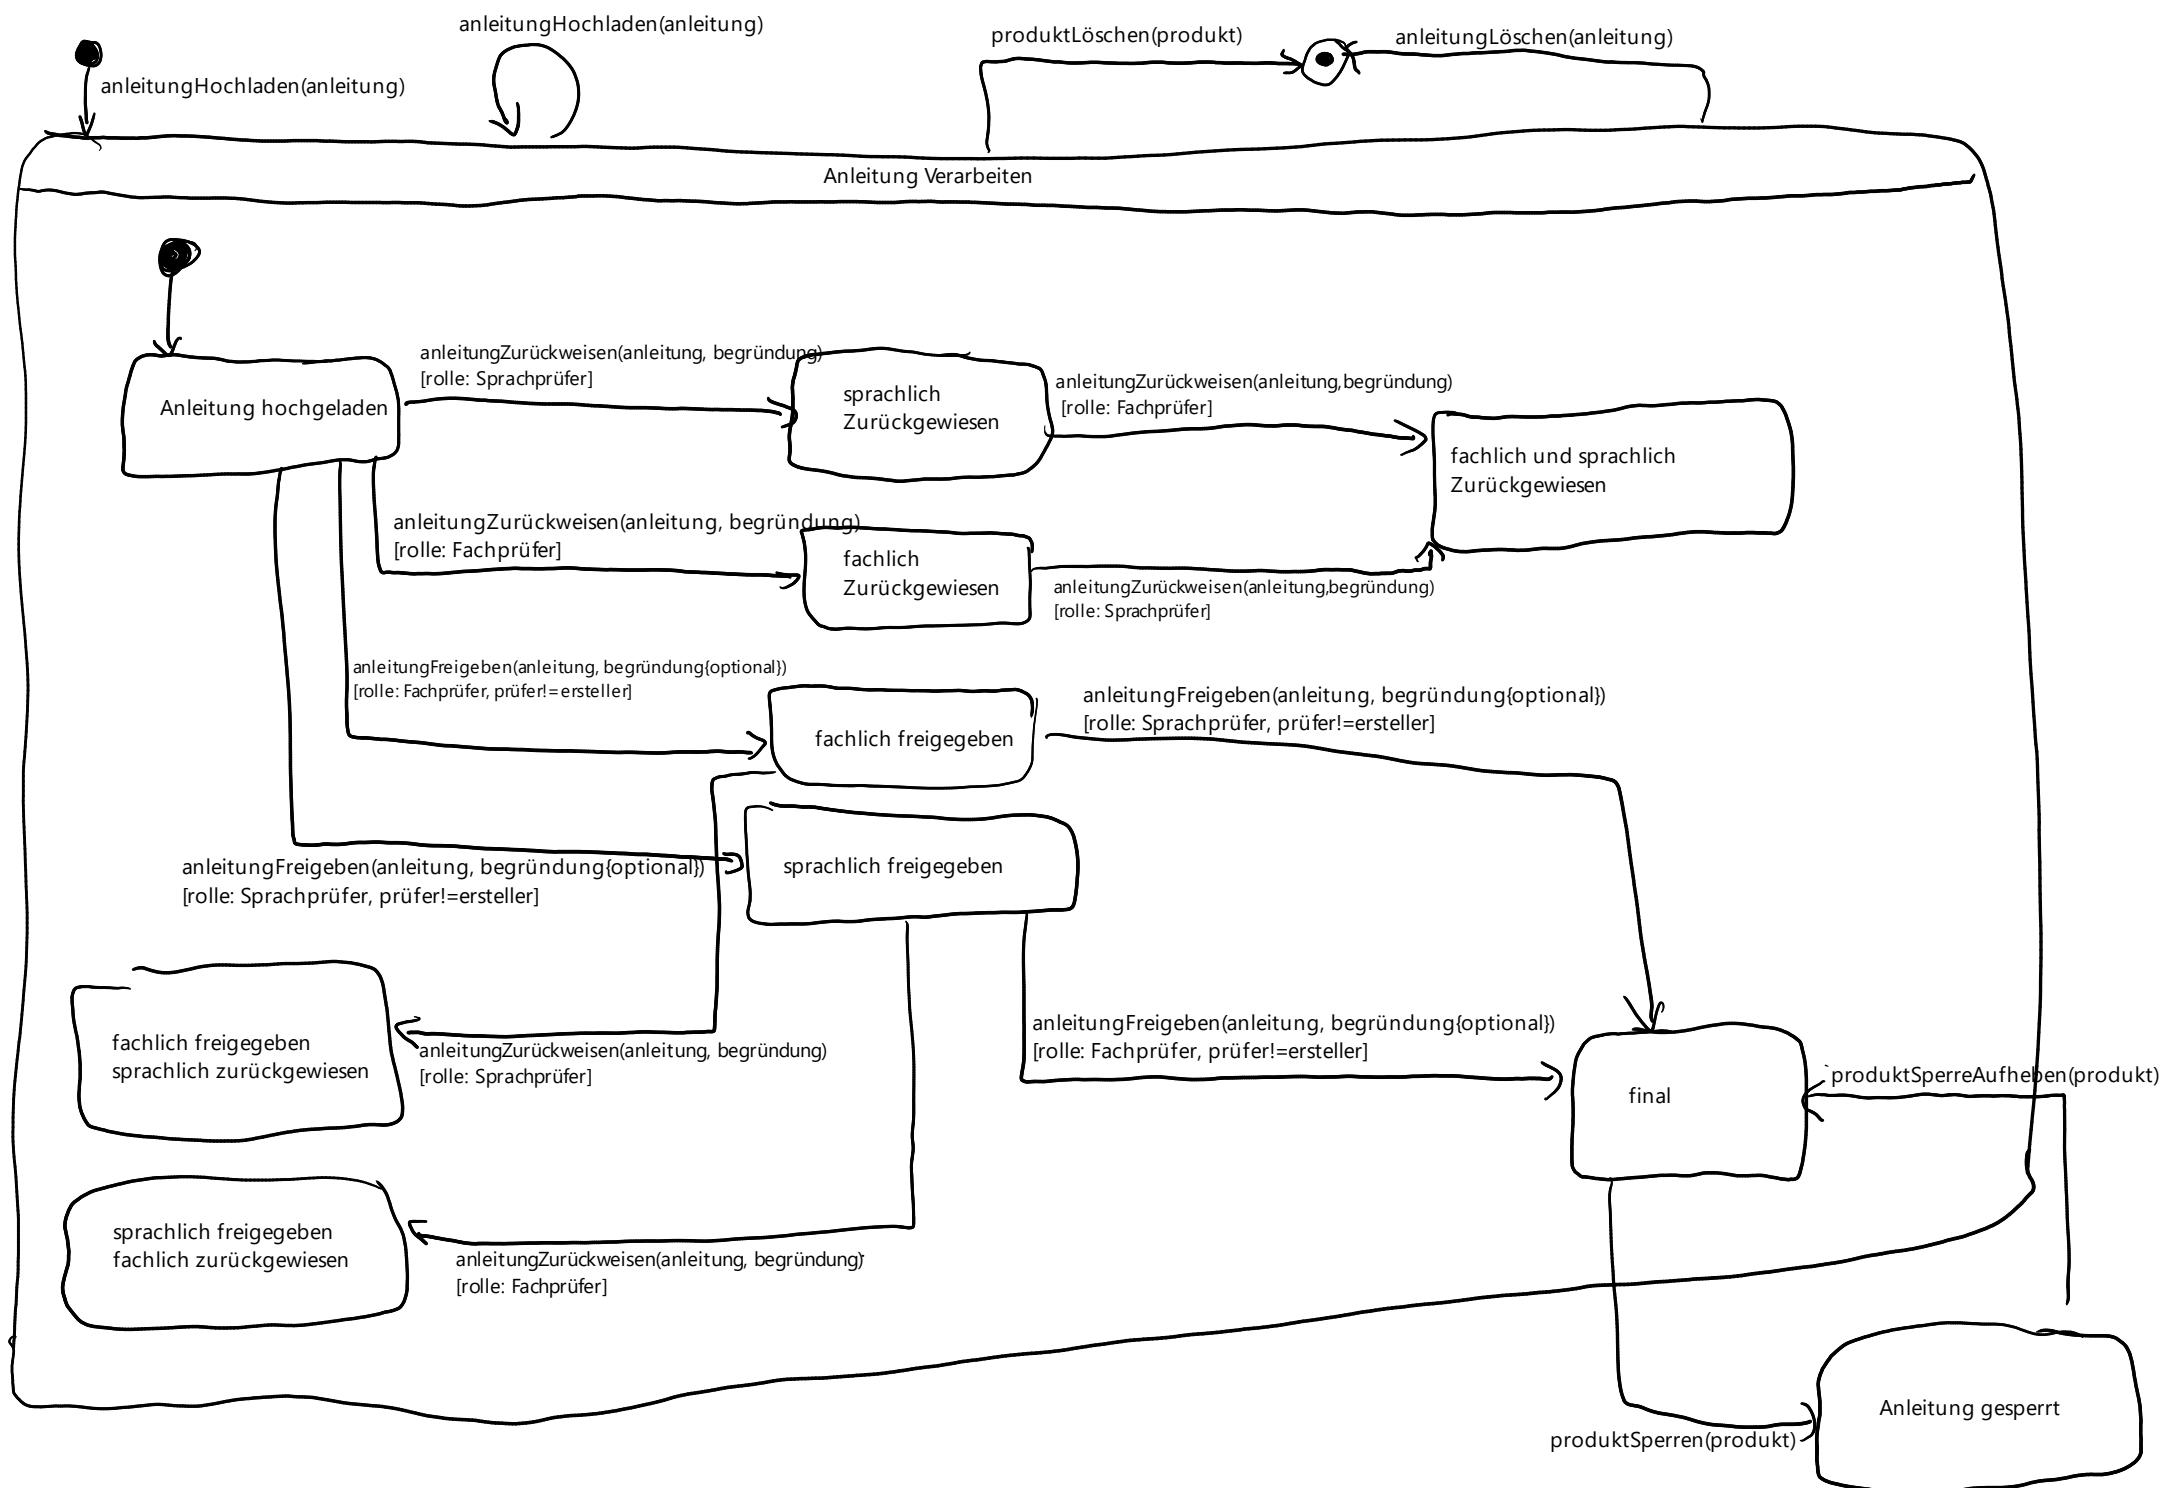 anleitungHochladen(anleitung)
produktLöschen(produkt)
anleitungLöschen(anleitung)
anleitungHochladen(anleitung)
Anleitung Verarbeiten
anleitungZurückweisen(anleitung, begründung)
[rolle: Sprachprüfer]
Anleitung hochgeladen
sprachlich
Zurückgewiesen
anleitungZurückweisen(anleitung,begründung)
[rolle: Fachprüfer]
fachlich und sprachlich
Zurückgewiesen
anleitungZurückweisen(anleitung, begründung)
[rolle: Fachprüfer]
fachlich
Zurückgewiesen
anleitungZurückweisen(anleitung,begründung)
[rolle: Sprachprüfer]
anleitungFreigeben(anleitung, begründung{optional})
[rolle: Fachprüfer, prüfer!=ersteller]
fachlich freigegeben
anleitungFreigeben(anleitung, begründung{optional})
[rolle: Sprachprüfer, prüfer!=ersteller]
anleitungFreigeben(anleitung, begründung{optional})
[rolle: Sprachprüfer, prüfer!=ersteller]
sprachlich freigegeben
fachlich freigegeben
sprachlich zurückgewiesen
anleitungZurückweisen(anleitung, begründung)
[rolle: Sprachprüfer]
anleitungFreigeben(anleitung, begründung{optional})
[rolle: Fachprüfer, prüfer!=ersteller]
final
produktSperreAufheben(produkt)
sprachlich freigegeben
fachlich zurückgewiesen
anleitungZurückweisen(anleitung, begründung)
[rolle: Fachprüfer]
Anleitung gesperrt
produktSperren(produkt)